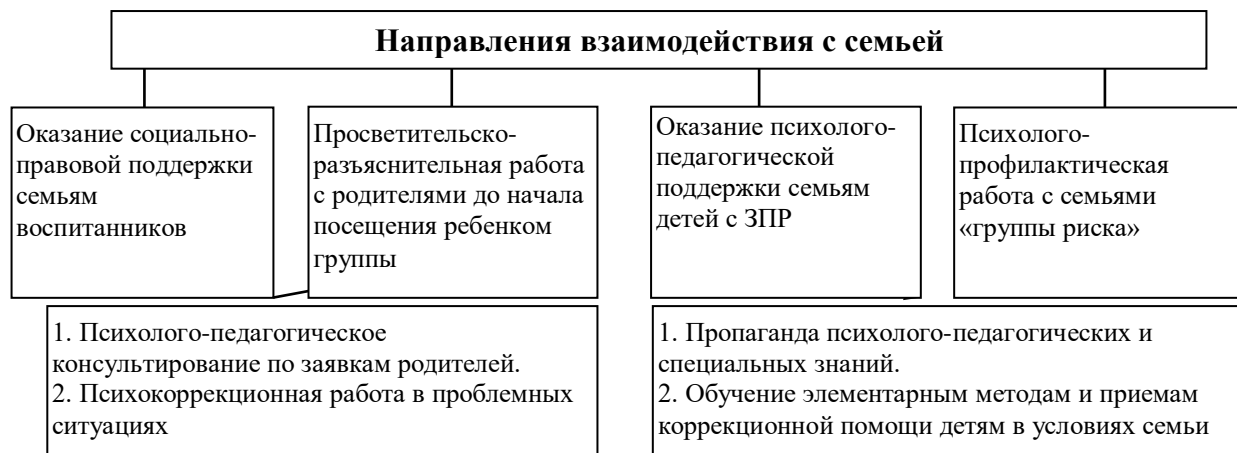 Направления взаимодействия с семьей
Оказание социально-
правовой поддержки
семьям
воспитанников
Просветительско-
разъяснительная работа
с родителями до начала
посещения ребенком
группы
Оказание психолого-
педагогической
поддержки семьям
детей с ЗПР
Психолого-
профилактическая
работа с семьями
«группы риска»
1. Психолого-педагогическое
консультирование по заявкам родителей.
2. Психокоррекционная работа в проблемных
ситуациях
1. Пропаганда психолого-педагогических и
специальных знаний.
2. Обучение элементарным методам и приемам
коррекционной помощи детям в условиях семьи